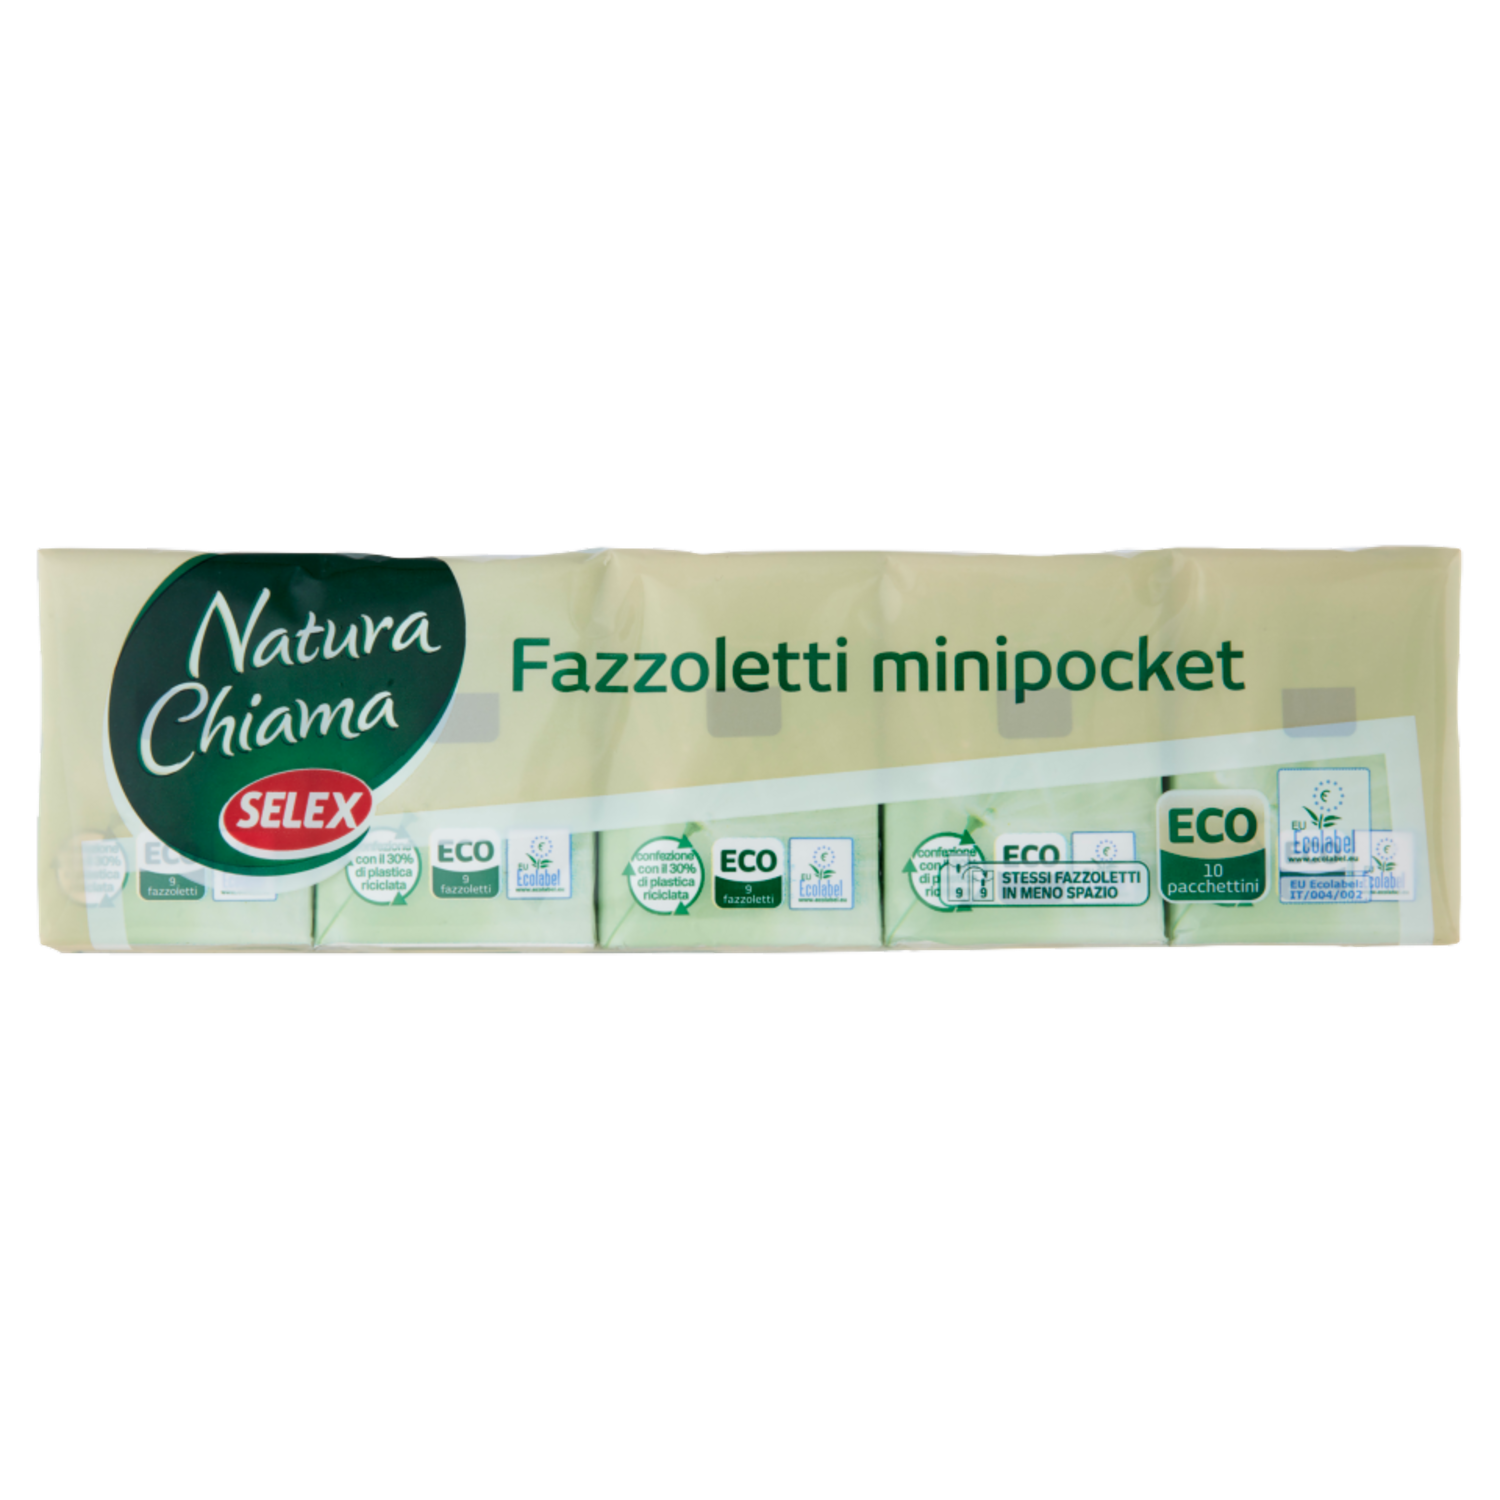 Natura
Chiama
SELEX
Fazzoletti minipocket
ECO
9
fazzoletti
confezione
con il 30%
di plastica
riciclata
ECO
9
fazzoletti
EU
Ecolabel
www.ecolabel.eu
confezione
con il 30%
di plastica
riciclata
ECO
9
fazzoletti
EU
Ecolabel
www.ecolabel.eu
confezione
ECO
9 9
STESSI FAZZOLETTI
IN MENO SPAZIO
ECO
10
pacchettini
EU
Ecolabel
www.ecolabel.eu
EU Ecolabel:
IT/004/002